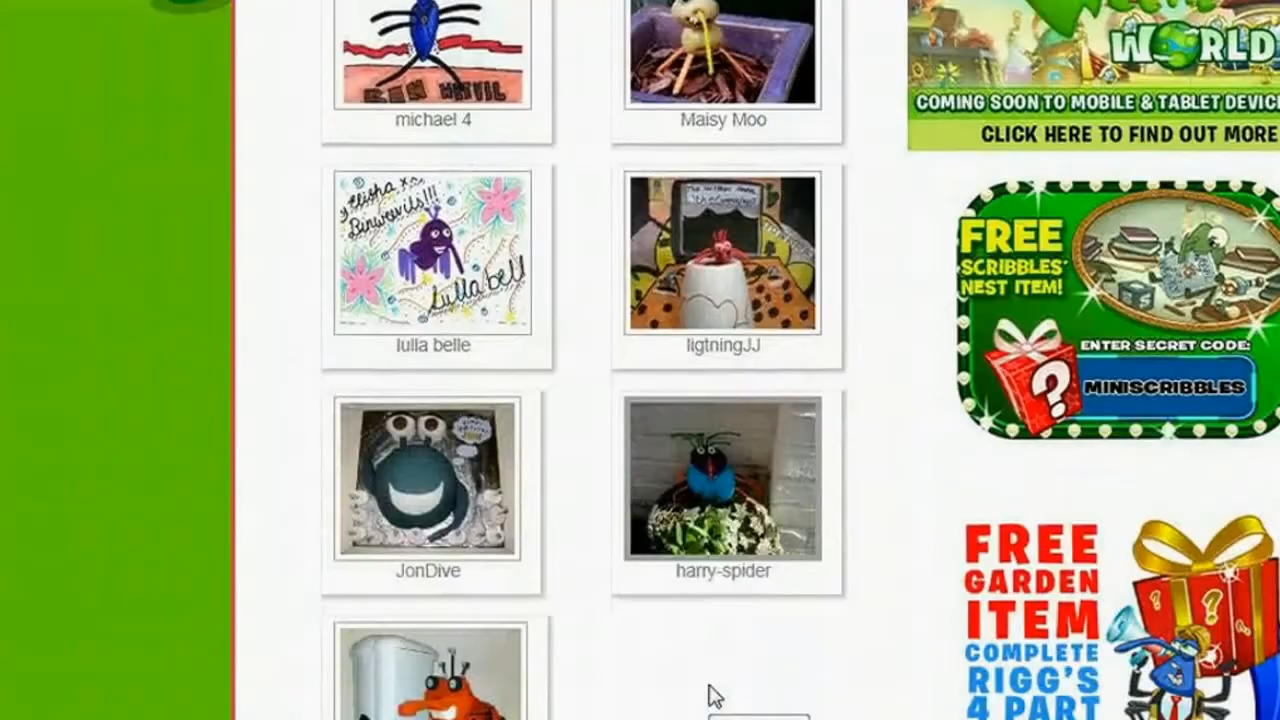 BEN WEEVIL
michael 4
Maisy Moo
Binweevils!!!
lulla bell
lulla belle
ligtningJJ
JonDive
harry-spider
W RLD
COMING SOON TO MOBILE & TABLET DEVIC
CLICK HERE TO FIND OUT MORE
FREE
SCRIBBLES'
NEST ITEM!
ENTER SECRET CODE:
MINISCRIBBLES
FREE
GARDEN
ITEM
COMPLETE
RIGG'S
4 PART